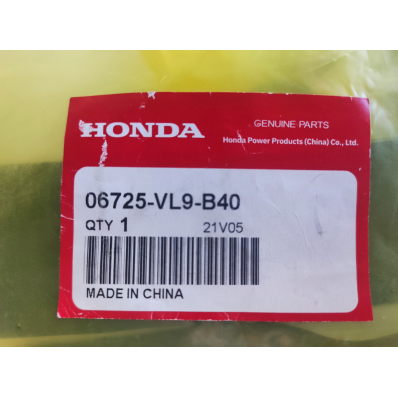 HONDA
GENUINE PARTS
Honda Power Products (China) Co., Ltd.
06725-VL9-B40
QTY 1 21V05
MADE IN CHINA